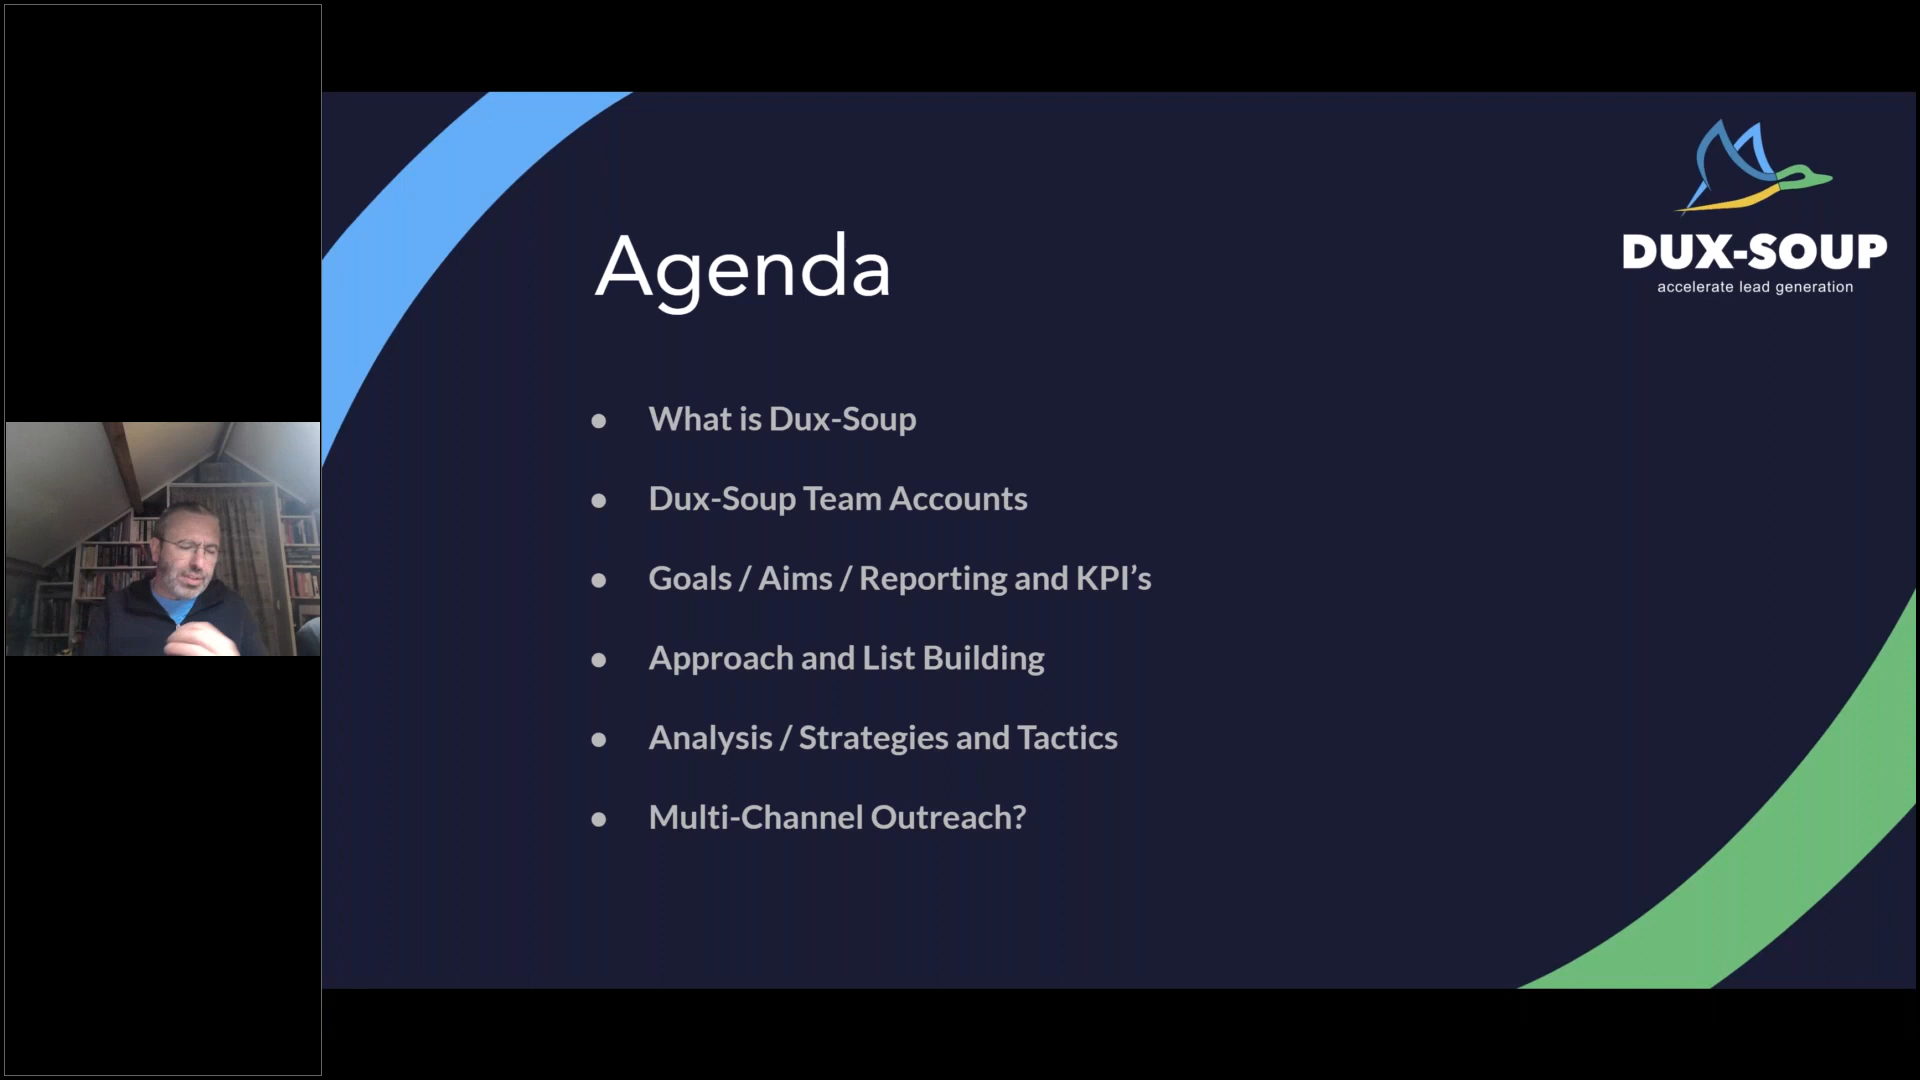 DUX-SOUP
accelerate lead generation
Agenda
● What is Dux-Soup
● Dux-Soup Team Accounts
● Goals / Aims / Reporting and KPI’s
● Approach and List Building
● Analysis / Strategies and Tactics
● Multi-Channel Outreach?